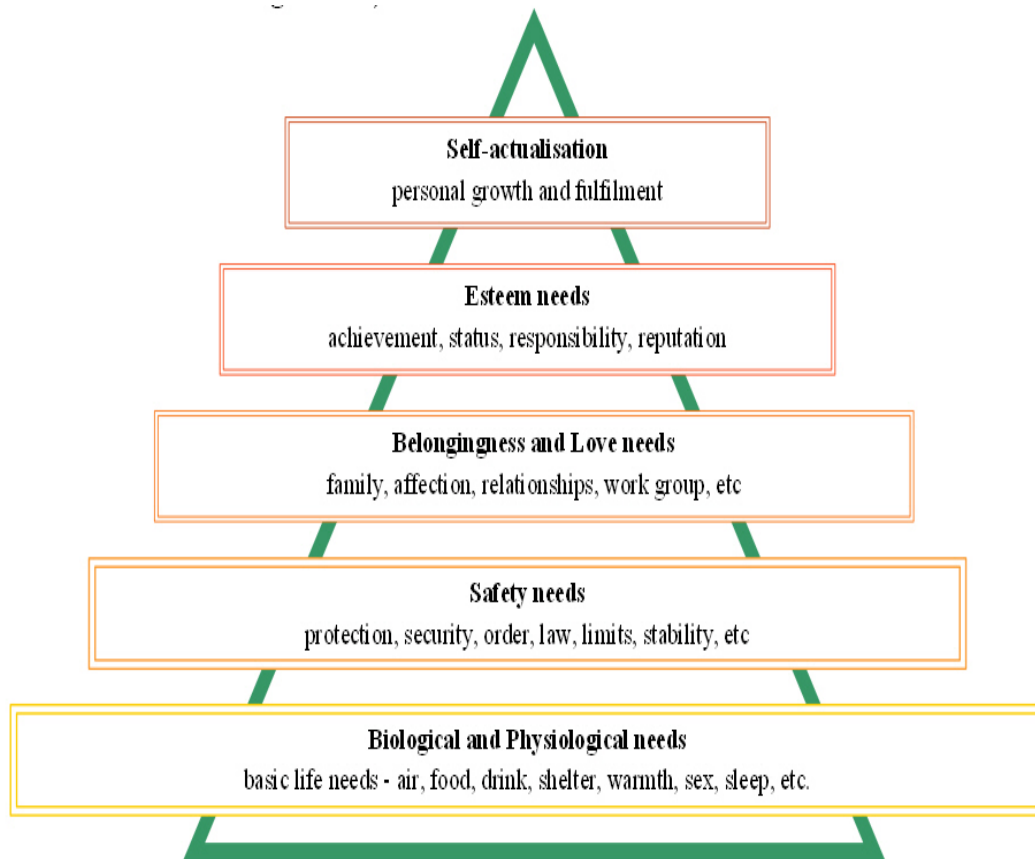 Self-actualisation
personal growth and fulfilment
Esteem needs
achievement, status, responsibility, reputation
Belongingness and Love needs
family, affection, relationships, work group, etc
Safety needs
protection, security, order, law, limits, stability, etc
Biological and Physiological needs
basic life needs - air, food, drink, shelter, warmth, sex, sleep, etc.